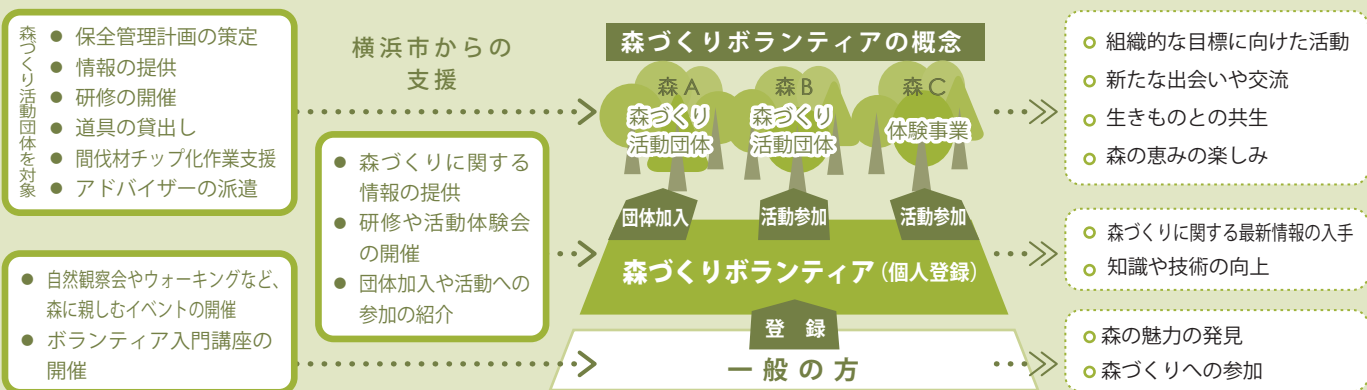 森づくり活動団体を対象
● 保全管理計画の策定
● 情報の提供
● 研修の開催
● 道具の貸出し
● 間伐材チップ化作業支援
● アドバイザーの派遣
● 自然観察会やウォーキングなど、
森に親しむイベントの開催
● ボランティア入門講座の
開催
横浜市からの
支援
● 森づくりに関する
情報の提供
● 研修や活動体験会
の開催
● 団体加入や活動への
参加の紹介
森づくりボランティアの概念
森A
森づくり
活動団体
森B
森づくり
活動団体
森C
体験事業
団体加入
活動参加
活動参加
森づくりボランティア(個人登録)
登 録
一般の方
組織的な目標に向けた活動
新たな出会いや交流
生きものとの共生
森の恵みの楽しみ
森づくりに関する最新情報の入手
知識や技術の向上
森の魅力の発見
森づくりへの参加